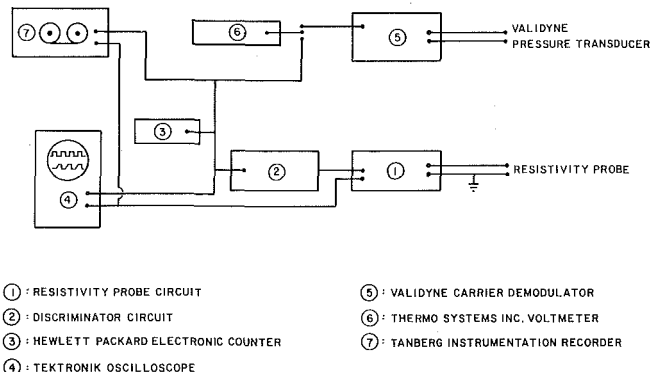 ⑦
⑥
⑤
VALIDYNE
PRESSURE TRANSDUCER
③
④
②
①
RESISTIVITY PROBE
① : RESISTIVITY PROBE CIRCUIT
② : DISCRIMINATOR CIRCUIT
③ : HEWLETT PACKARD ELECTRONIC COUNTER
④ : TEKTRONIK OSCILLOSCOPE
⑤ : VALIDYNE CARRIER DEMODULATOR
⑥ : THERMO SYSTEMS INC. VOLTMETER
⑦ : TANBERG INSTRUMENTATION RECORDER